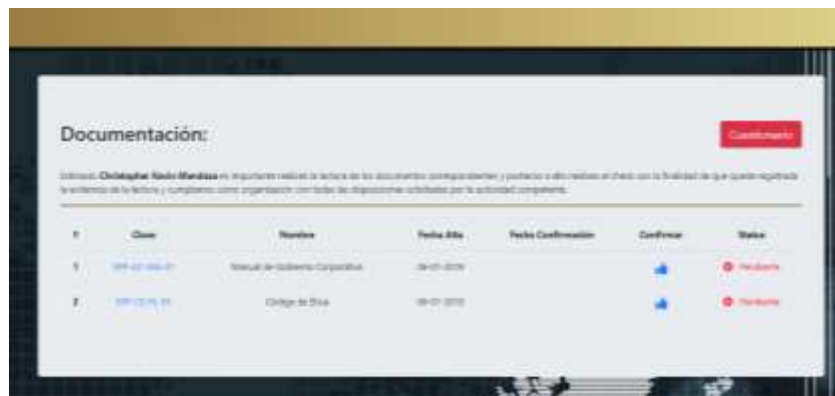 Documentación:
Cuestionario
Estimado Christopher Kevin Mendoza es importante realizar la lectura de los documentos correspondientes y posterior a ello realizar el check con la finalidad de que quede registrada
la evidencia de la lectura y cumplamos como organización con todas las disposiciones solicitadas por la autoridad competente.
# Clave Nombre Fecha Alta Fecha Confirmación Confirmar Status
1 Manual de Gobierno Corporativo Pendiente
2 Código de Ética Pendiente